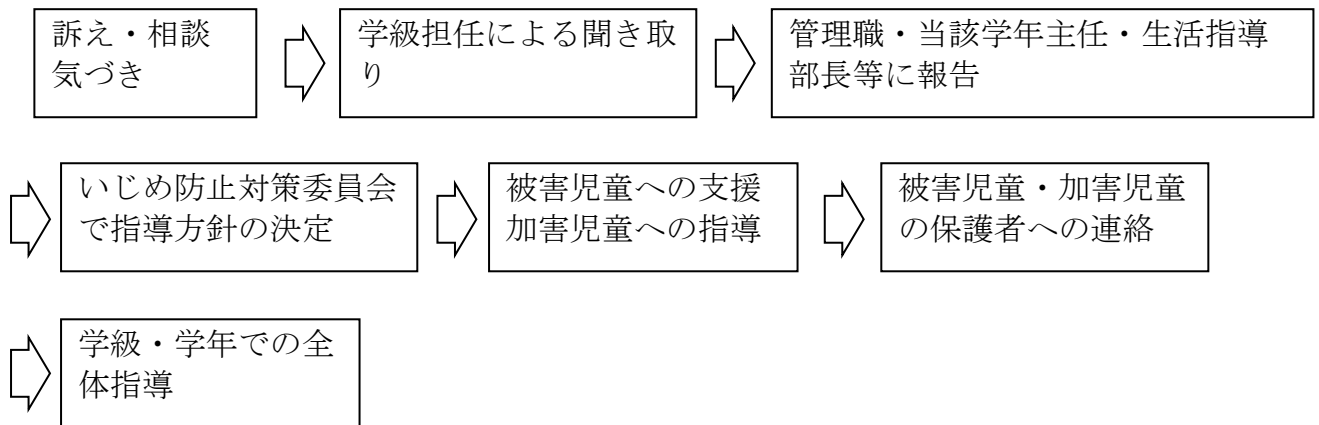 訴え・相談
気づき
学級担任による聞き取
り
管理職・当該学年主任・生活指導
部長等に報告
いじめ防止対策委員会
で指導方針の決定
被害児童への支援
加害児童への指導
被害児童・加害児童
の保護者への連絡
学級・学年での全
体指導